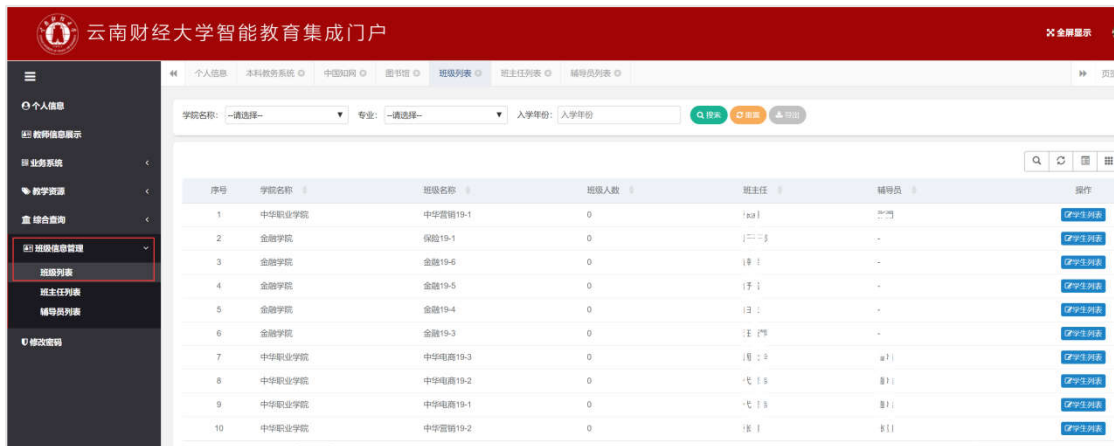 云南财经大学智能教育集成门户
全屏显示
个人信息 本科教务系统 中国知网 图书馆 班级列表 班主任列表 辅导员列表
个人信息
教师信息展示
业务系统
教学资源
综合查询
班级信息管理
班级列表
班主任列表
辅导员列表
修改密码
学院名称: --请选择-- 专业: --请选择-- 入学年份: 入学年份 搜索 重置 导出
序号 学院名称 班级名称 班级人数 班主任 辅导员 操作
1 中华职业学院 中华营销19-1 0 学生列表
2 金融学院 保险19-1 0 - 学生列表
3 金融学院 金融19-6 0 - 学生列表
4 金融学院 金融19-5 0 - 学生列表
5 金融学院 金融19-4 0 - 学生列表
6 金融学院 金融19-3 0 - 学生列表
7 中华职业学院 中华电商19-3 0 学生列表
8 中华职业学院 中华电商19-2 0 学生列表
9 中华职业学院 中华电商19-1 0 学生列表
10 中华职业学院 中华营销19-2 0 学生列表